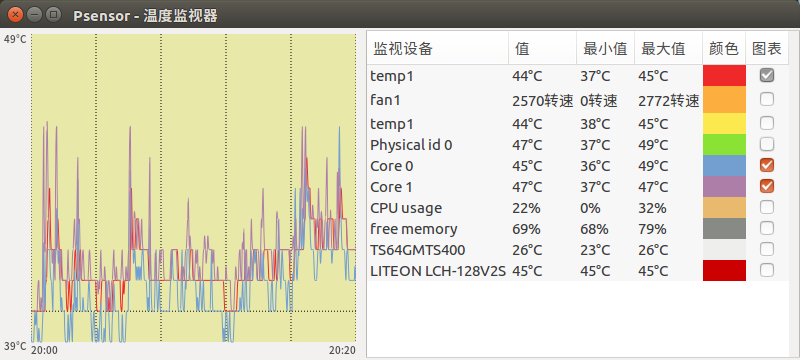 Psensor - 温度监视器
49°C
39°C
20:00 20:20
监视设备 值 最小值 最大值 颜色 图表
temp1 44°C 37°C 45°C
fan1 2570转速 0转速 2772转速
temp1 44°C 38°C 45°C
Physical id 0 47°C 37°C 49°C
Core 0 45°C 36°C 49°C
Core 1 47°C 37°C 47°C
CPU usage 22% 0% 32%
free memory 69% 68% 79%
TS64GMTS400 26°C 23°C 26°C
LITEON LCH-128V2S 45°C 45°C 45°C